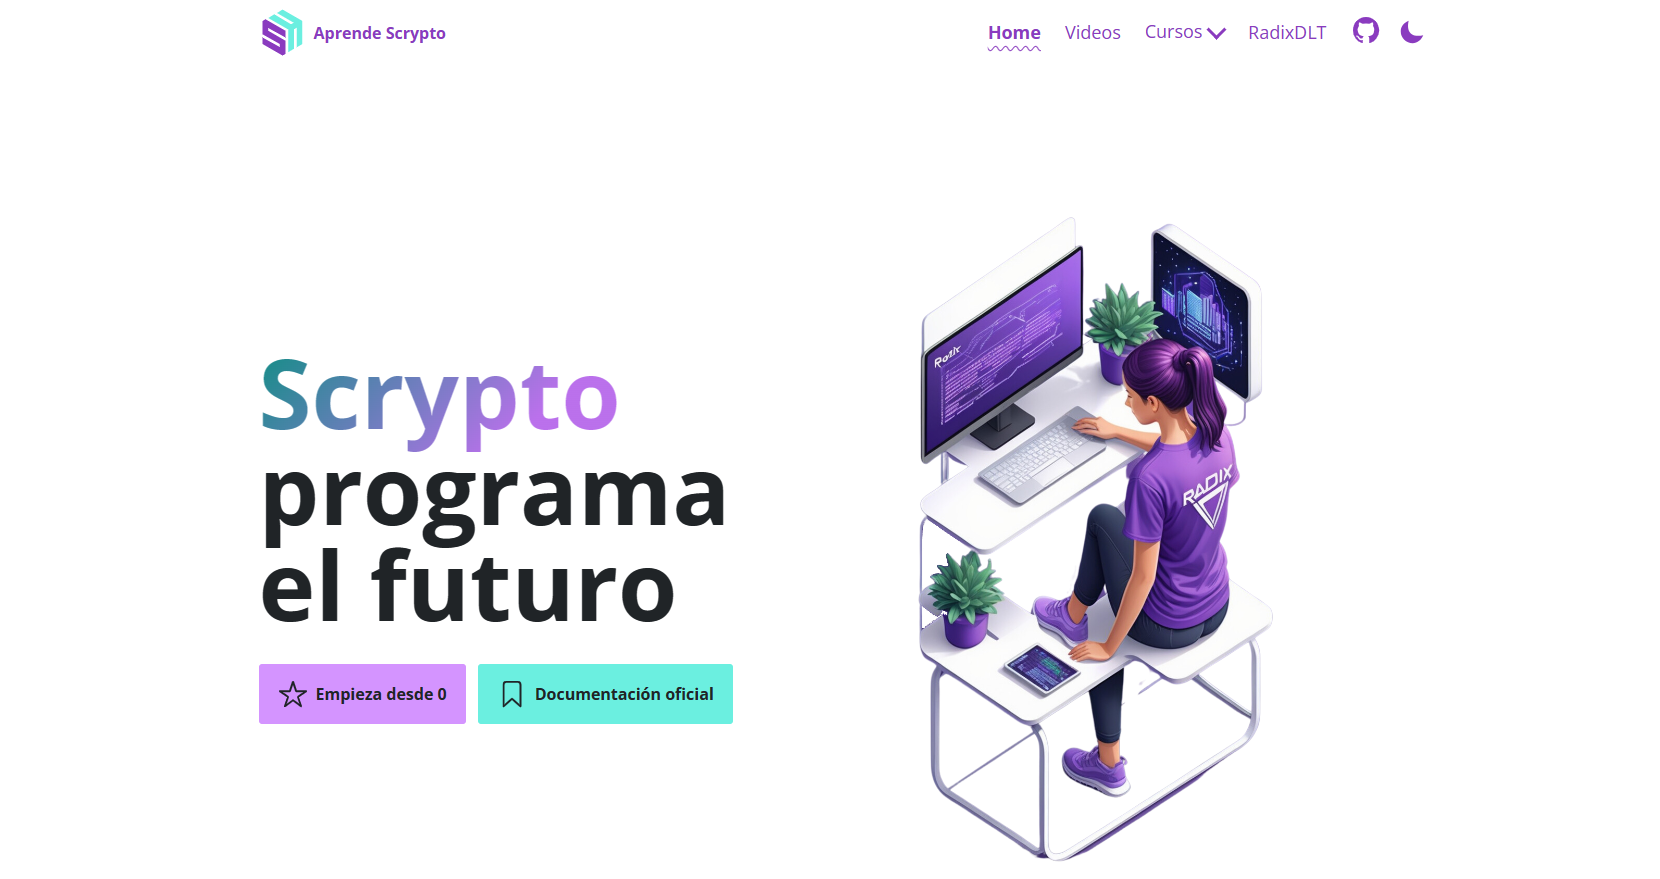 Aprende Scrypto
Home Videos Cursos RadixDLT
Scrypto
programa
el futuro
Empieza desde 0
Documentación oficial
Radix
RADIX